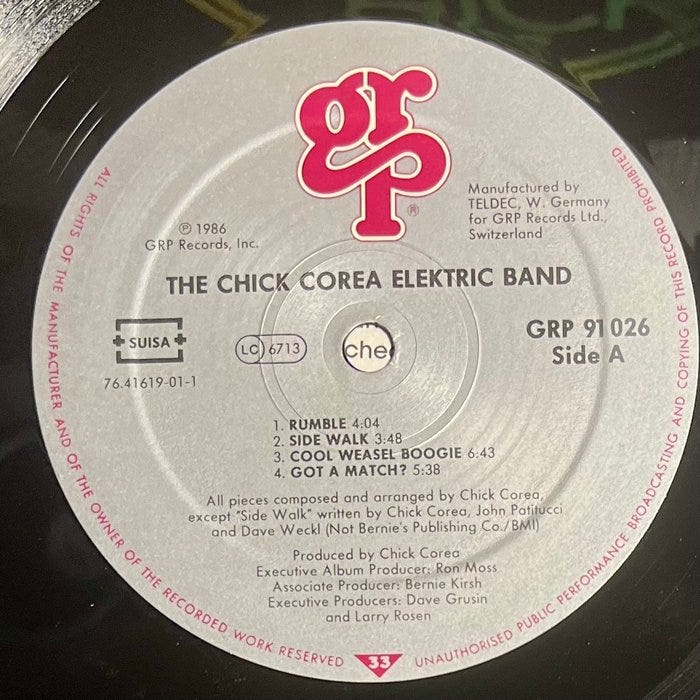 grp
®
Manufactured by
TELDEC, W. Germany
for GRP Records Ltd.,
Switzerland
℗ 1986
GRP Records, Inc.
THE CHICK COREA ELEKTRIC BAND
SUISA
LC 6713
che
GRP 91 026
Side A
76.41619-01-1
1. RUMBLE 4:04
2. SIDE WALK 3:48
3. COOL WEASEL BOOGIE 6:43
4. GOT A MATCH? 5:38
All pieces composed and arranged by Chick Corea,
except "Side Walk" written by Chick Corea, John Patitucci
and Dave Weckl (Not Bernie's Publishing Co./BMI)
Produced by Chick Corea
Executive Album Producer: Ron Moss
Associate Producer: Bernie Kirsh
Executive Producers: Dave Grusin
and Larry Rosen
33
ALL RIGHTS OF THE MANUFACTURER AND OF THE OWNER OF THE RECORDED WORK RESERVED
UNAUTHORISED PUBLIC PERFORMANCE BROADCASTING AND COPYING OF THIS RECORD PROHIBITED